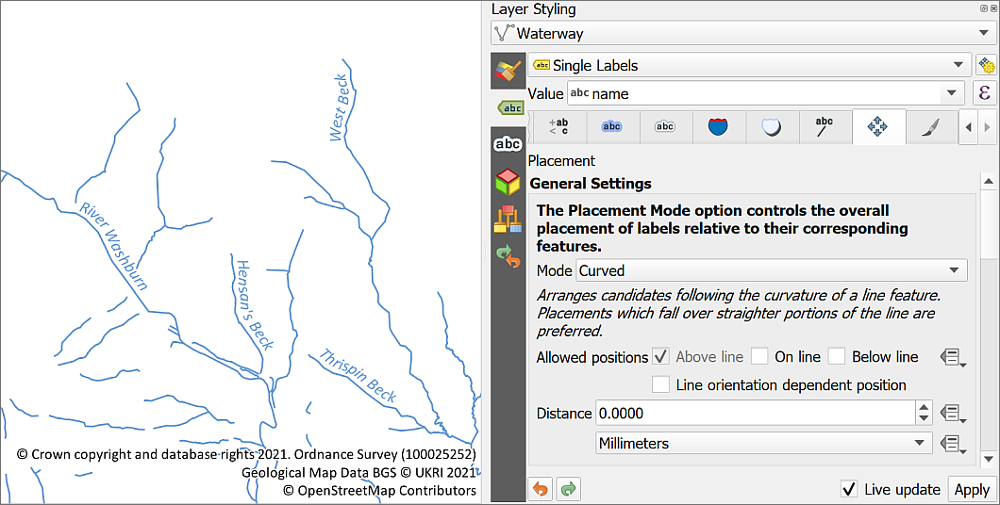 West Beck
River Washburn
Hensan's Beck
Thrispin Beck
© Crown copyright and database rights 2021. Ordnance Survey (100025252)
Geological Map Data BGS © UKRI 2021
© OpenStreetMap Contributors
Layer Styling
Waterway
abc Single Labels
Value abc name ε
+ab
< c abc abc abc
abc
Placement
General Settings
The Placement Mode option controls the overall
placement of labels relative to their corresponding
features.
Mode Curved
Arranges candidates following the curvature of a line feature.
Placements which fall over straighter portions of the line are
preferred.
Allowed positions Above line On line Below line
Line orientation dependent position
Distance 0.0000
Millimeters
Live update Apply